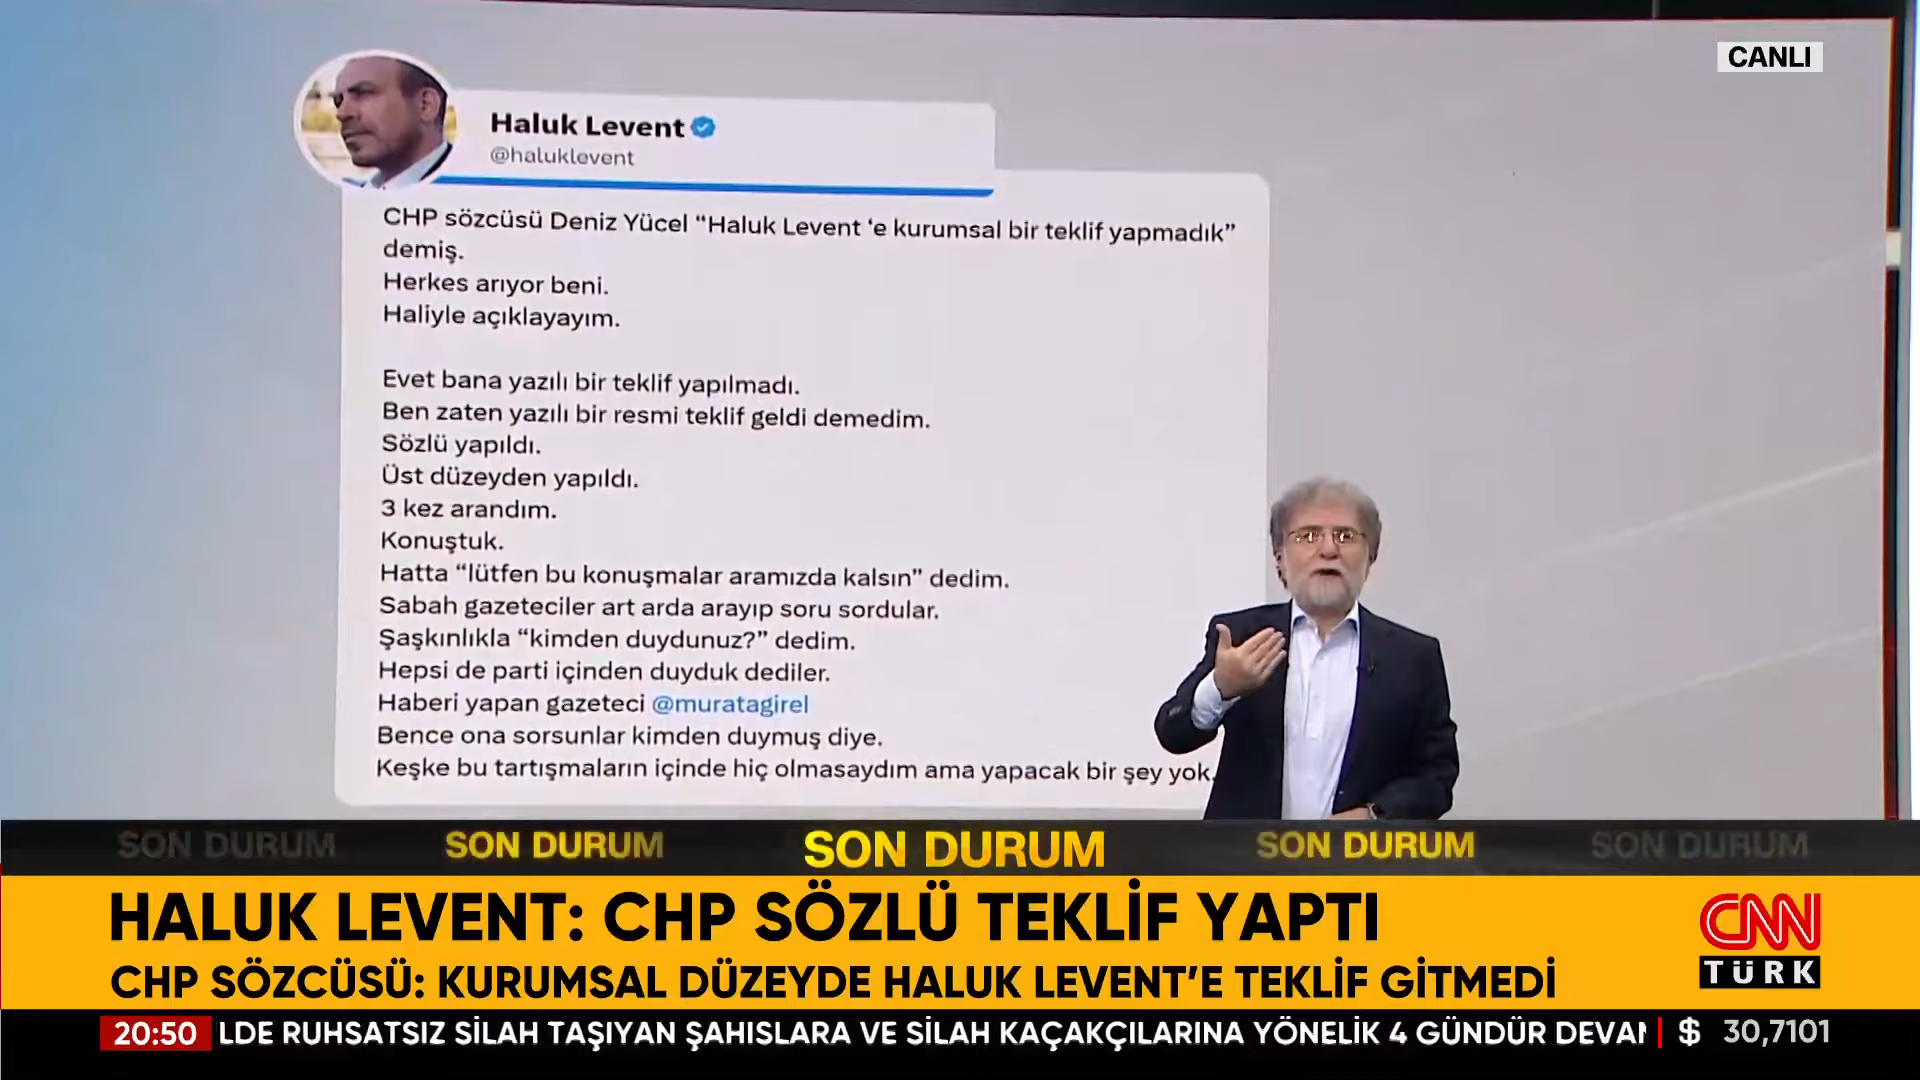 CANLI
Haluk Levent
@haluklevent
CHP sözcüsü Deniz Yücel “Haluk Levent ‘e kurumsal bir teklif yapmadık”
demiş.
Herkes arıyor beni.
Haliyle açıklayayım.
Evet bana yazılı bir teklif yapılmadı.
Ben zaten yazılı bir resmi teklif geldi demedim.
Sözlü yapıldı.
Üst düzeyden yapıldı.
3 kez arandım.
Konuştuk.
Hatta “lütfen bu konuşmalar aramızda kalsın” dedim.
Sabah gazeteciler art arda arayıp soru sordular.
Şaşkınlıkla “kimden duydunuz?” dedim.
Hepsi de parti içinden duyduk dediler.
Haberi yapan gazeteci @muratagirel
Bence ona sorsunlar kimden duymuş diye.
Keşke bu tartışmaların içinde hiç olmasaydım ama yapacak bir şey yok.
SON DURUM SON DURUM SON DURUM SON DURUM SON DURUM
HALUK LEVENT: CHP SÖZLÜ TEKLİF YAPTI
CHP SÖZCÜSÜ: KURUMSAL DÜZEYDE HALUK LEVENT’E TEKLİF GİTMEDİ
CNN
TÜRK
20:50 İLDE RUHSATSIZ SİLAH TAŞIYAN ŞAHISLARA VE SİLAH KAÇAKÇILARINA YÖNELİK 4 GÜNDÜR DEVAM | $ 30,7101